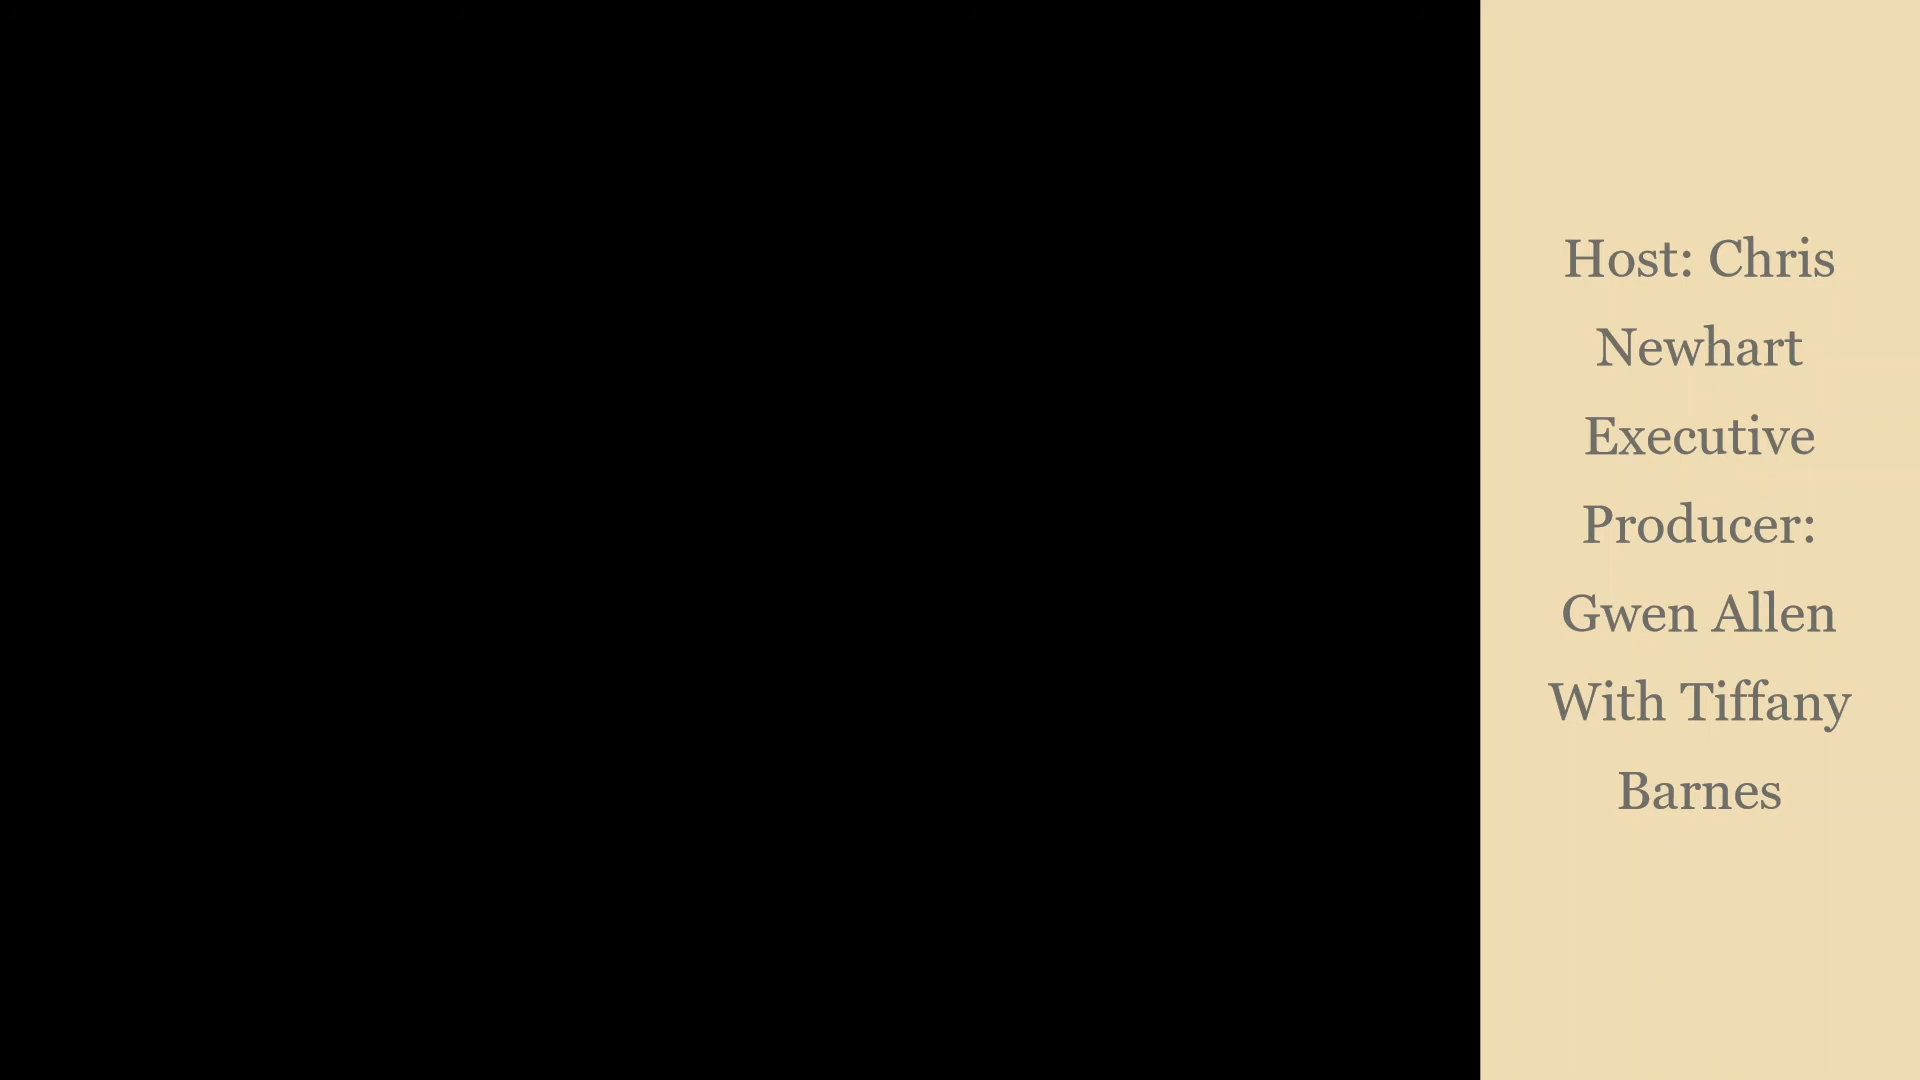 Host: Chris
Newhart
Executive
Producer:
Gwen Allen
With Tiffany
Barnes